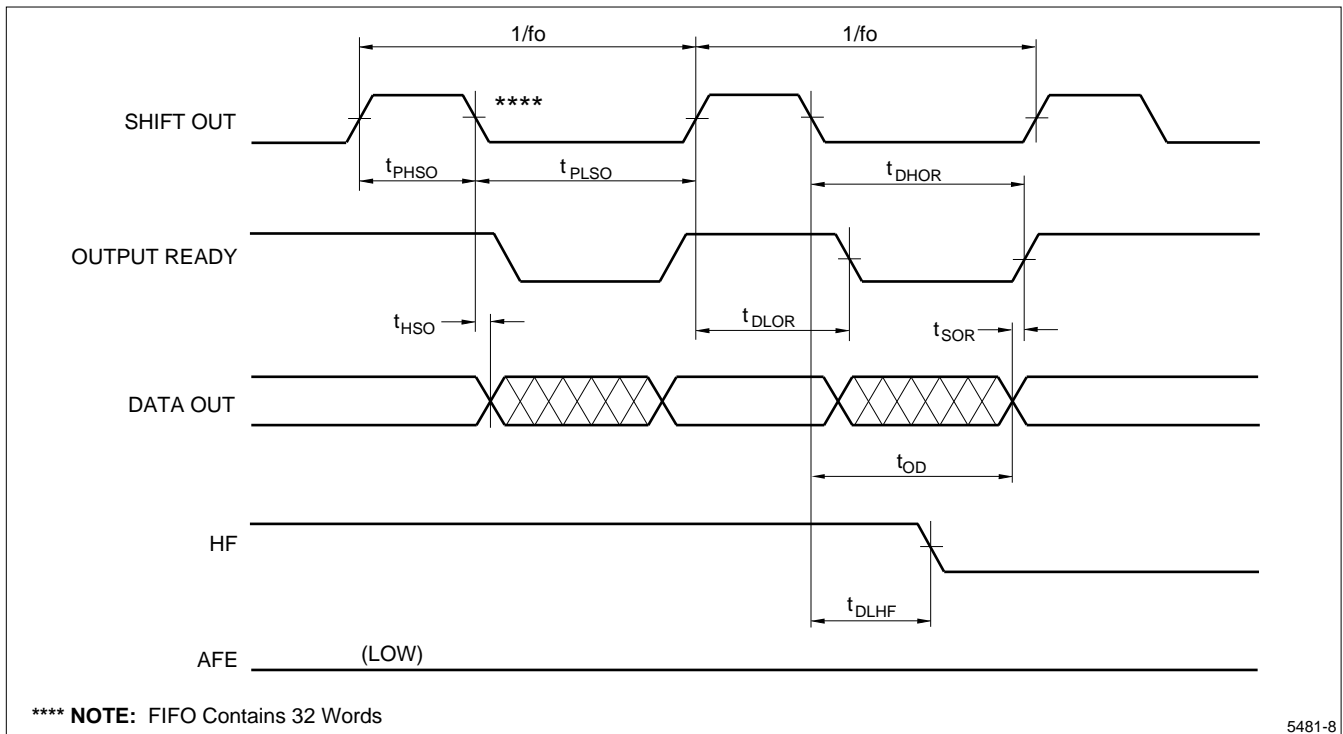 1/fo 1/fo
SHIFT OUT
****
tPHSO tPLSO tDHOR
OUTPUT READY
tHSO tDLOR tSOR
DATA OUT
tOD
HF
tDLHF
AFE (LOW)
**** NOTE: FIFO Contains 32 Words
5481-8